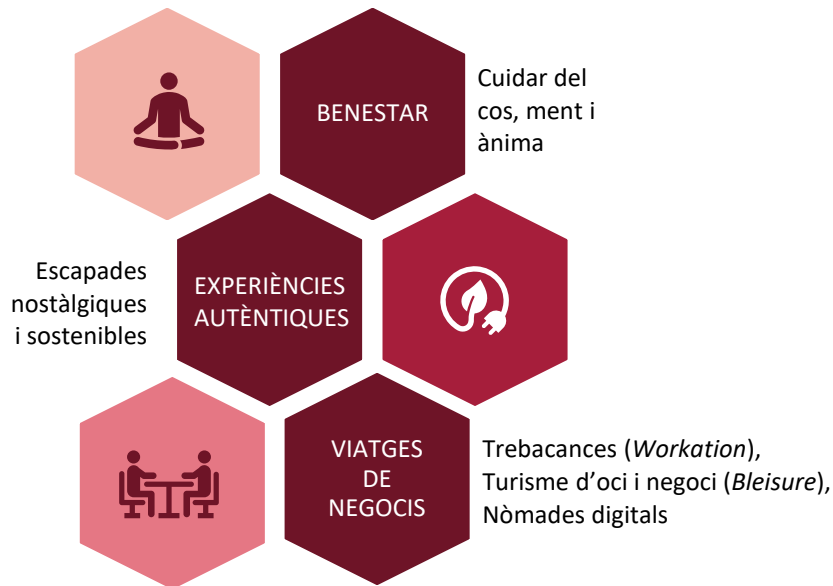 BENESTAR
Cuidar del
cos, ment i
ànima
Escapades
nostàlgiques
i sostenibles
EXPERIÈNCIES
AUTÈNTIQUES
VIATGES
DE
NEGOCIS
Trebacances (Workation),
Turisme d’oci i negoci (Bleisure),
Nòmades digitals